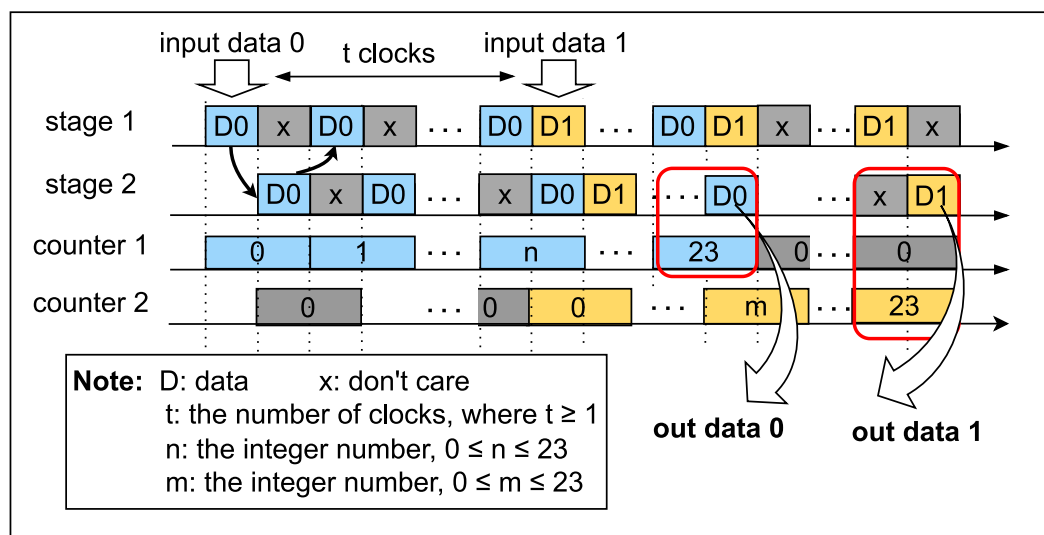 input data 0
input data 1
t clocks
stage 1 D0 x D0 x ... D0 D1 ... D0 D1 x ... D1 x
stage 2 D0 x D0 ... x D0 D1 ..... D0 ... x D1
counter 1 0 1 ... n ... 23 0 ... 0
counter 2 0 ... 0 0 ... m ... 23
Note: D: data x: don't care
t: the number of clocks, where t ≥ 1
n: the integer number, 0 ≤ n ≤ 23
m: the integer number, 0 ≤ m ≤ 23
out data 0
out data 1